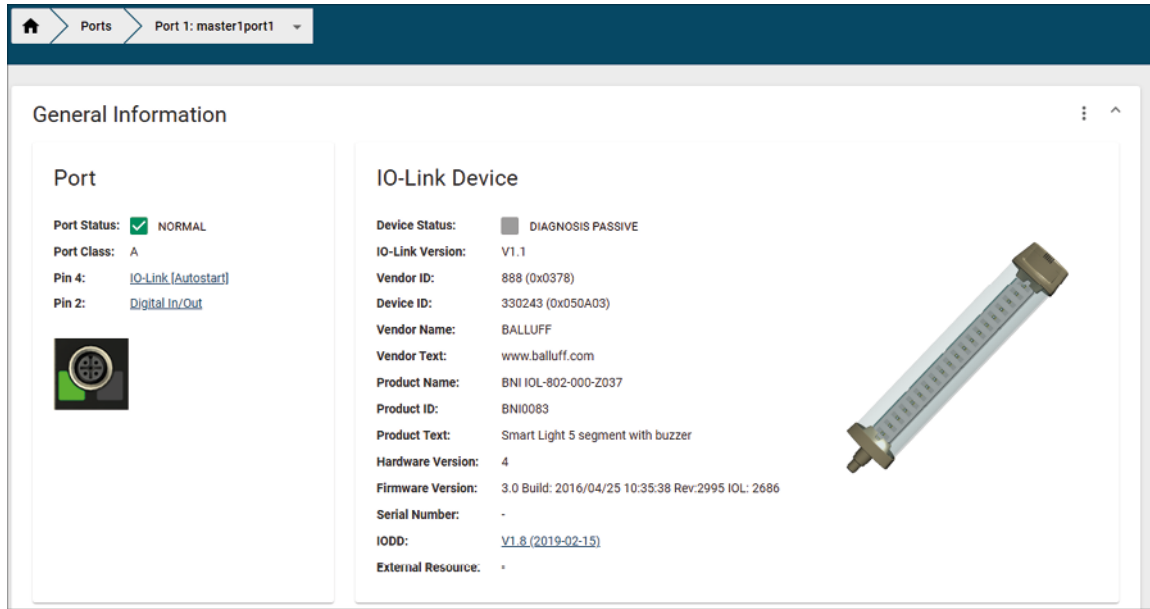 Ports
Port 1: master1port1
General Information
Port
Port Status: NORMAL
Port Class: A
Pin 4: IO-Link [Autostart]
Pin 2: Digital In/Out
IO-Link Device
Device Status: DIAGNOSIS PASSIVE
IO-Link Version: V1.1
Vendor ID: 888 (0x0378)
Device ID: 330243 (0x050A03)
Vendor Name: BALLUFF
Vendor Text: www.balluff.com
Product Name: BNI IOL-802-000-Z037
Product ID: BNI0083
Product Text: Smart Light 5 segment with buzzer
Hardware Version: 4
Firmware Version: 3.0 Build: 2016/04/25 10:35:38 Rev:2995 IOL: 2686
Serial Number: -
IODD: V1.8 (2019-02-15)
External Resource: -